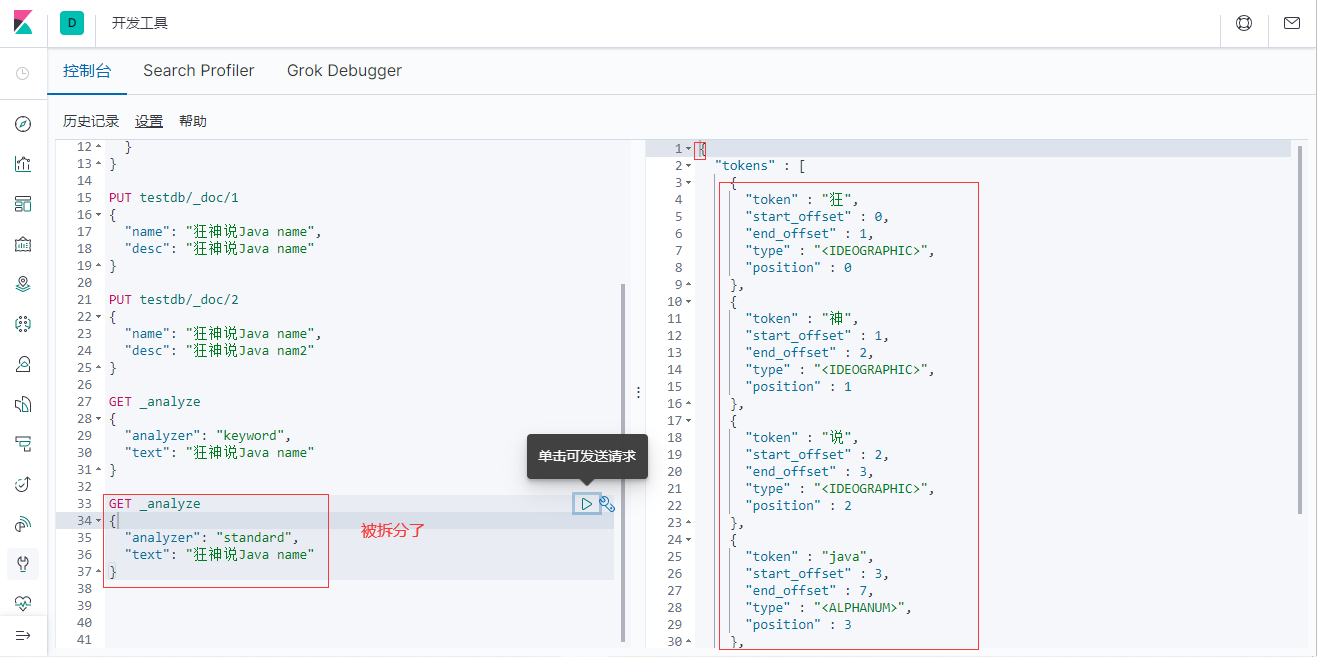 D 开发工具
控制台 Search Profiler Grok Debugger
历史记录 设置 帮助
12 }
13 }
14
15 PUT testdb/_doc/1
16 {
17 "name": "狂神说Java name",
18 "desc": "狂神说Java name"
19 }
20
21 PUT testdb/_doc/2
22 {
23 "name": "狂神说Java name",
24 "desc": "狂神说Java nam2"
25 }
26
27 GET _analyze
28 {
29 "analyzer": "keyword",
30 "text": "狂神说Java name"
31 }
32
33 GET _analyze
34 {
35 "analyzer": "standard",
36 "text": "狂神说Java name"
37 }
38
39
40
41
单击可发送请求
被拆分了
1 {
2 "tokens" : [
3 {
4 "token" : "狂",
5 "start_offset" : 0,
6 "end_offset" : 1,
7 "type" : "<IDEOGRAPHIC>",
8 "position" : 0
9 },
10 {
11 "token" : "神",
12 "start_offset" : 1,
13 "end_offset" : 2,
14 "type" : "<IDEOGRAPHIC>",
15 "position" : 1
16 },
17 {
18 "token" : "说",
19 "start_offset" : 2,
20 "end_offset" : 3,
21 "type" : "<IDEOGRAPHIC>",
22 "position" : 2
23 },
24 {
25 "token" : "java",
26 "start_offset" : 3,
27 "end_offset" : 7,
28 "type" : "<ALPHANUM>",
29 "position" : 3
30 },